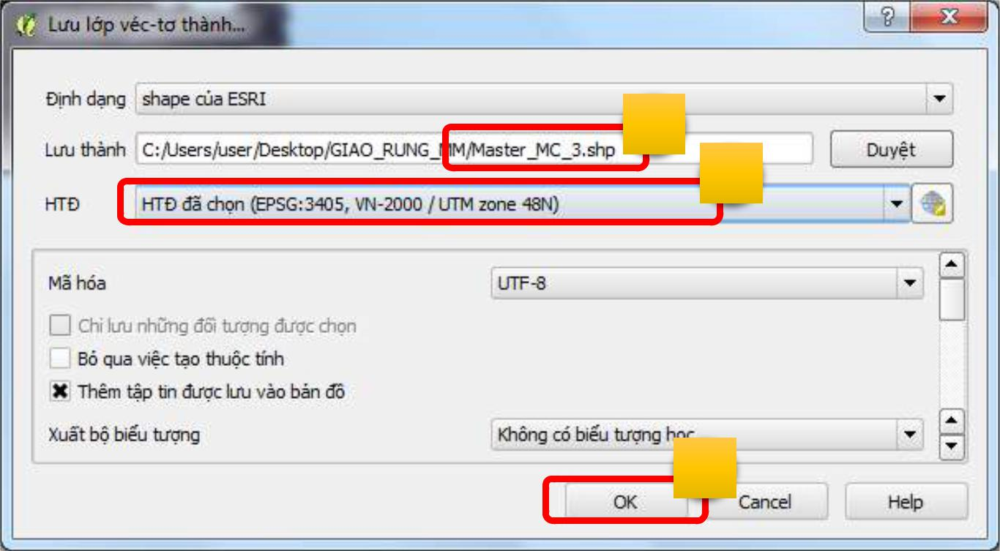 Lưu lớp véc-tơ thành...
Định dạng shape của ESRI
Lưu thành C:/Users/user/Desktop/GIAO_RUNG_MM/Master_MC_3.shp Duyệt
HTĐ HTĐ đã chọn (EPSG:3405, VN-2000 / UTM zone 48N)
Mã hóa UTF-8
Chỉ lưu những đối tượng được chọn
Bỏ qua việc tạo thuộc tính
Thêm tập tin được lưu vào bản đồ
Xuất bộ biểu tượng Không có biểu tượng học
OK Cancel Help